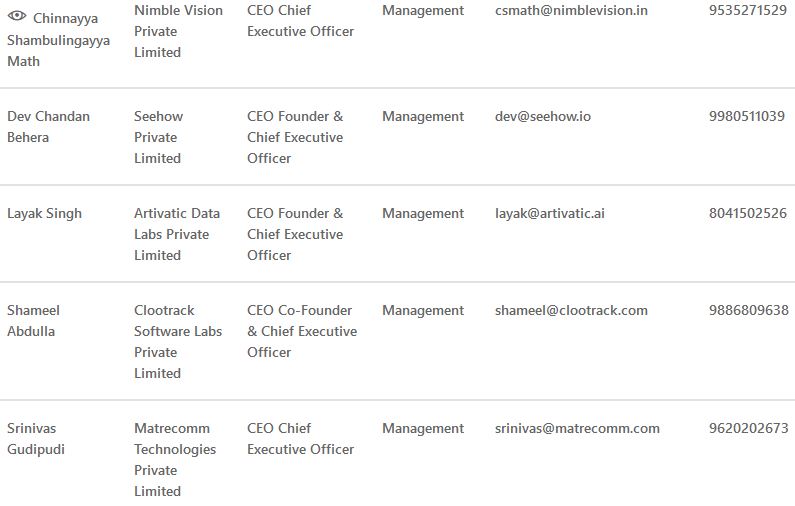 Chinnayya Shambulingayya Math Nimble Vision Private Limited CEO Chief Executive Officer Management csmath@nimblevision.in 9535271529
Dev Chandan Behera Seehow Private Limited CEO Founder & Chief Executive Officer Management dev@seehow.io 9980511039
Layak Singh Artivatic Data Labs Private Limited CEO Founder & Chief Executive Officer Management layak@artivatic.ai 8041502526
Shameel Abdulla Clootrack Software Labs Private Limited CEO Co-Founder & Chief Executive Officer Management shameel@clootrack.com 9886809638
Srinivas Gudipudi Matrecomm Technologies Private Limited CEO Chief Executive Officer Management srinivas@matrecomm.com 9620202673